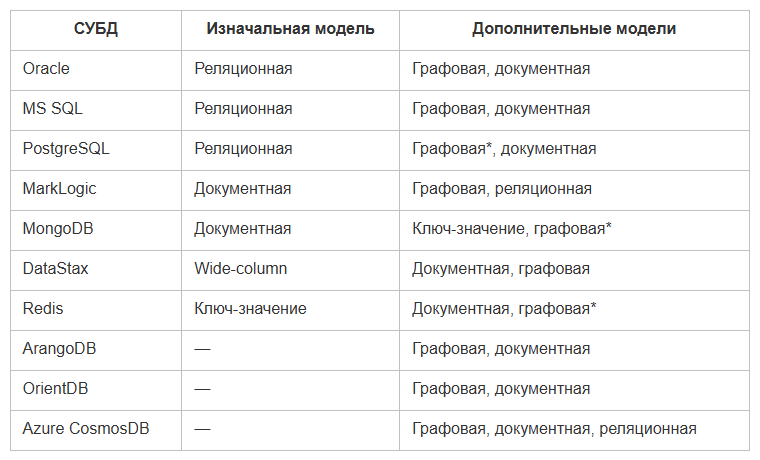 СУБД Изначальная модель Дополнительные модели
Oracle Реляционная Графовая, документная
MS SQL Реляционная Графовая, документная
PostgreSQL Реляционная Графовая*, документная
MarkLogic Документная Графовая, реляционная
MongoDB Документная Ключ-значение, графовая*
DataStax Wide-column Документная, графовая
Redis Ключ-значение Документная, графовая*
ArangoDB — Графовая, документная
OrientDB — Графовая, документная
Azure CosmosDB — Графовая, документная, реляционная